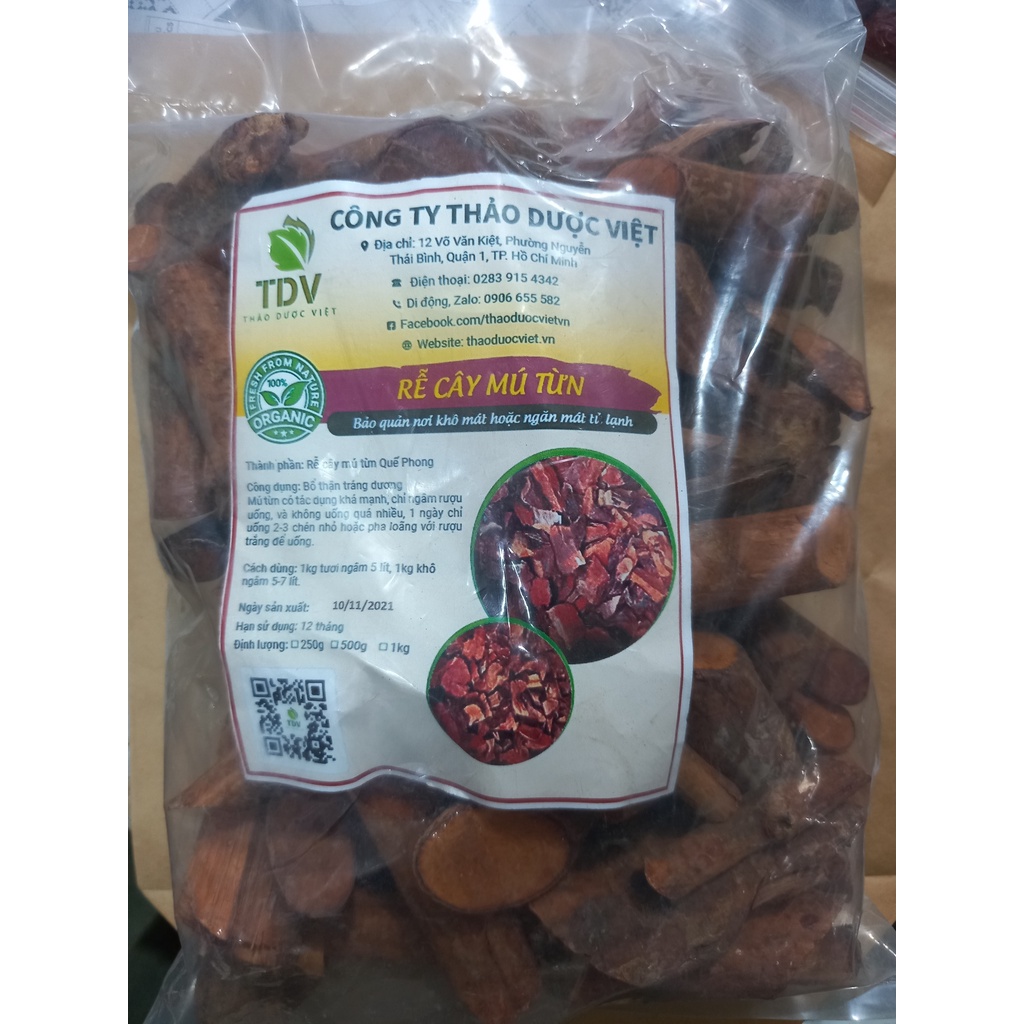 CÔNG TY THẢO DƯỢC VIỆT
Địa chỉ: 12 Võ Văn Kiệt, Phường Nguyễn
Thái Bình, Quận 1, TP. Hồ Chí Minh
Điện thoại: 0283 915 4342
Di động, Zalo: 0906 655 582
Facebook.com/thaoduocvietvn
Website: thaoduocviet.vn
TDV
THẢO DƯỢC VIỆT
FRESH FROM NATURE
100%
ORGANIC
RỄ CÂY MÚ TỪN
Bảo quản nơi khô mát hoặc ngăn mát tỉ lạnh
Thành phần: Rễ cây mú từn Quế Phong
Công dụng: Bổ thận tráng dương
Mú từn có tác dụng khá mạnh, chỉ ngâm rượu
uống, và không uống quá nhiều, 1 ngày chỉ
uống 2-3 chén nhỏ hoặc pha loãng với rượu
trắng để uống.
Cách dùng: 1kg tươi ngâm 5 lít, 1kg khô
ngâm 5-7 lít.
Ngày sản xuất: 10/11/2021
Hạn sử dụng: 12 tháng
Định lượng: □ 250g □ 500g □ 1kg
TDV